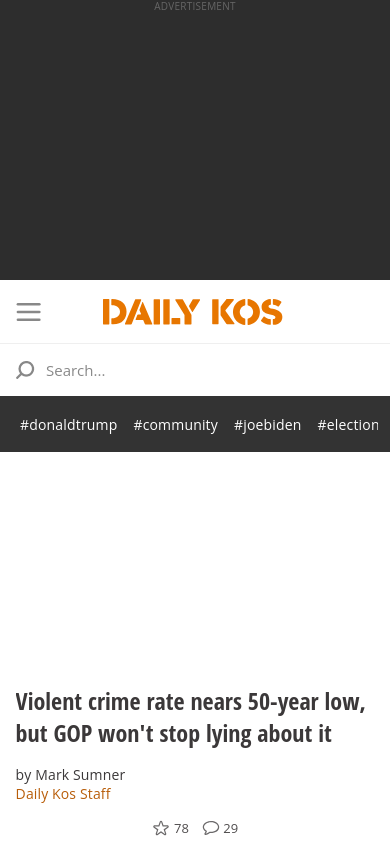 ADVERTISEMENT
DAILY KOS
Search...
#donaldtrump #community #joebiden #election
Violent crime rate nears 50-year low,
but GOP won't stop lying about it
by Mark Sumner
Daily Kos Staff
78 29